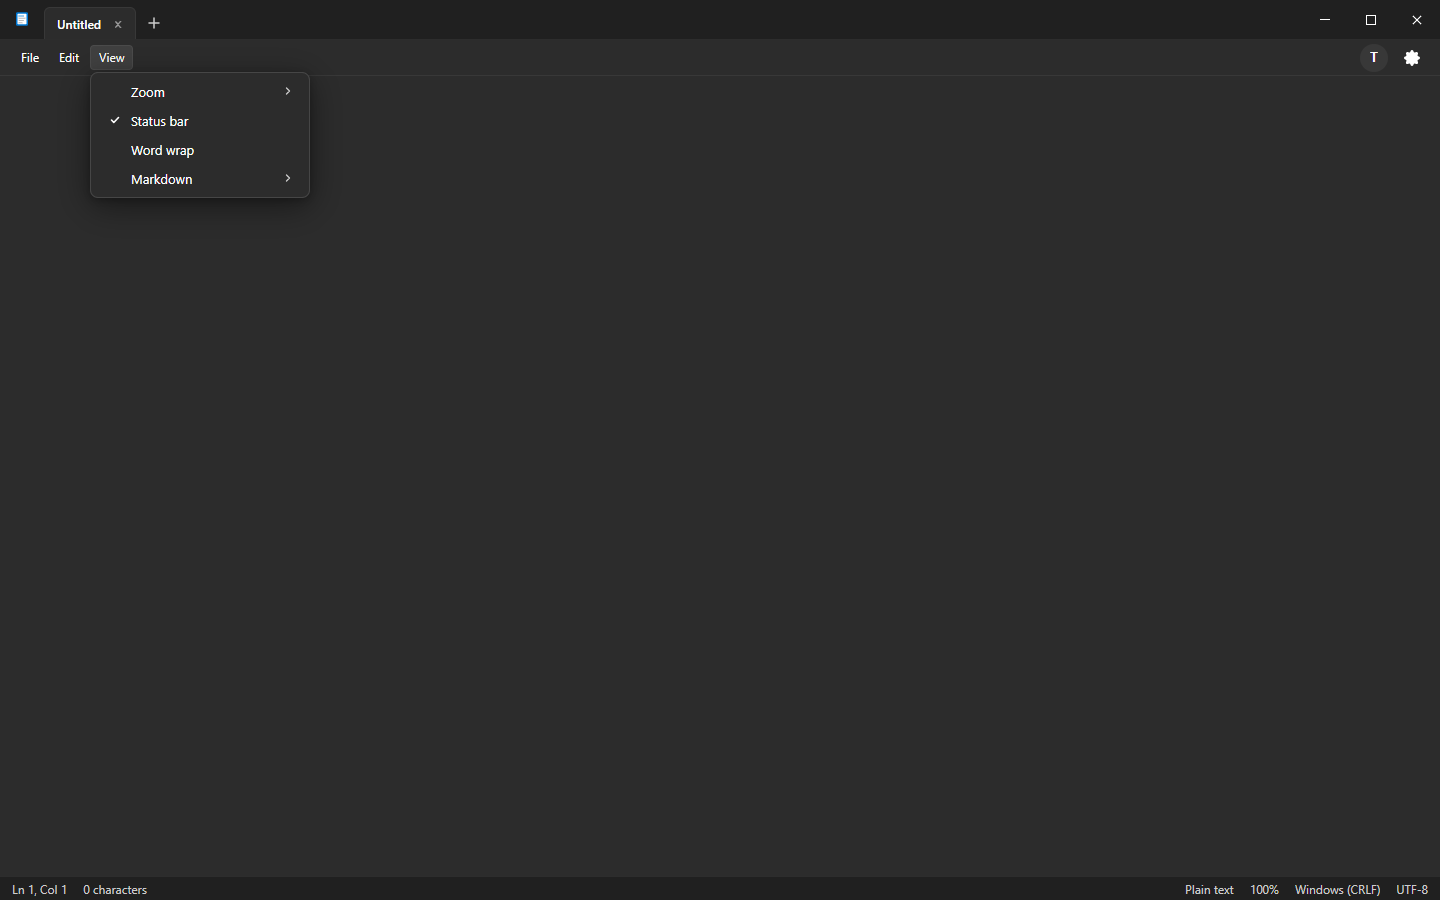 Untitled
File Edit View
T
Zoom
Status bar
Word wrap
Markdown
Ln 1, Col 1 0 characters Plain text 100% Windows (CRLF) UTF-8